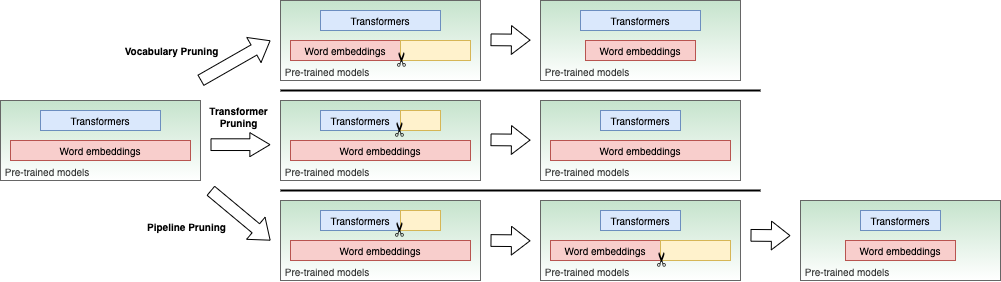 Transformers
Word embeddings
Pre-trained models
Vocabulary Pruning
Transformers
Word embeddings
Pre-trained models
Transformers
Word embeddings
Pre-trained models
Transformer
Pruning
Transformers
Word embeddings
Pre-trained models
Transformers
Word embeddings
Pre-trained models
Pipeline Pruning
Transformers
Word embeddings
Pre-trained models
Transformers
Word embeddings
Pre-trained models
Transformers
Word embeddings
Pre-trained models